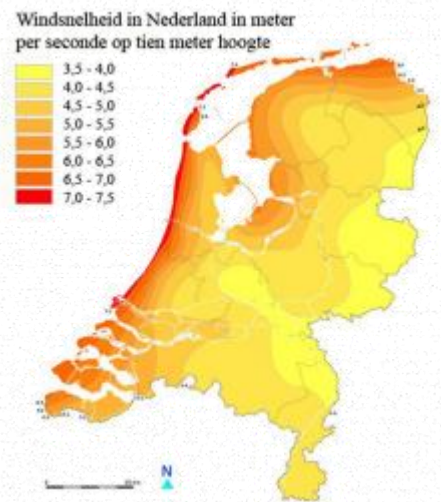 Windsnelheid in Nederland in meter
per seconde op tien meter hoogte
3,5 - 4,0
4,0 - 4,5
4,5 - 5,0
5,0 - 5,5
5,5 - 6,0
6,0 - 6,5
6,5 - 7,0
7,0 - 7,5
N